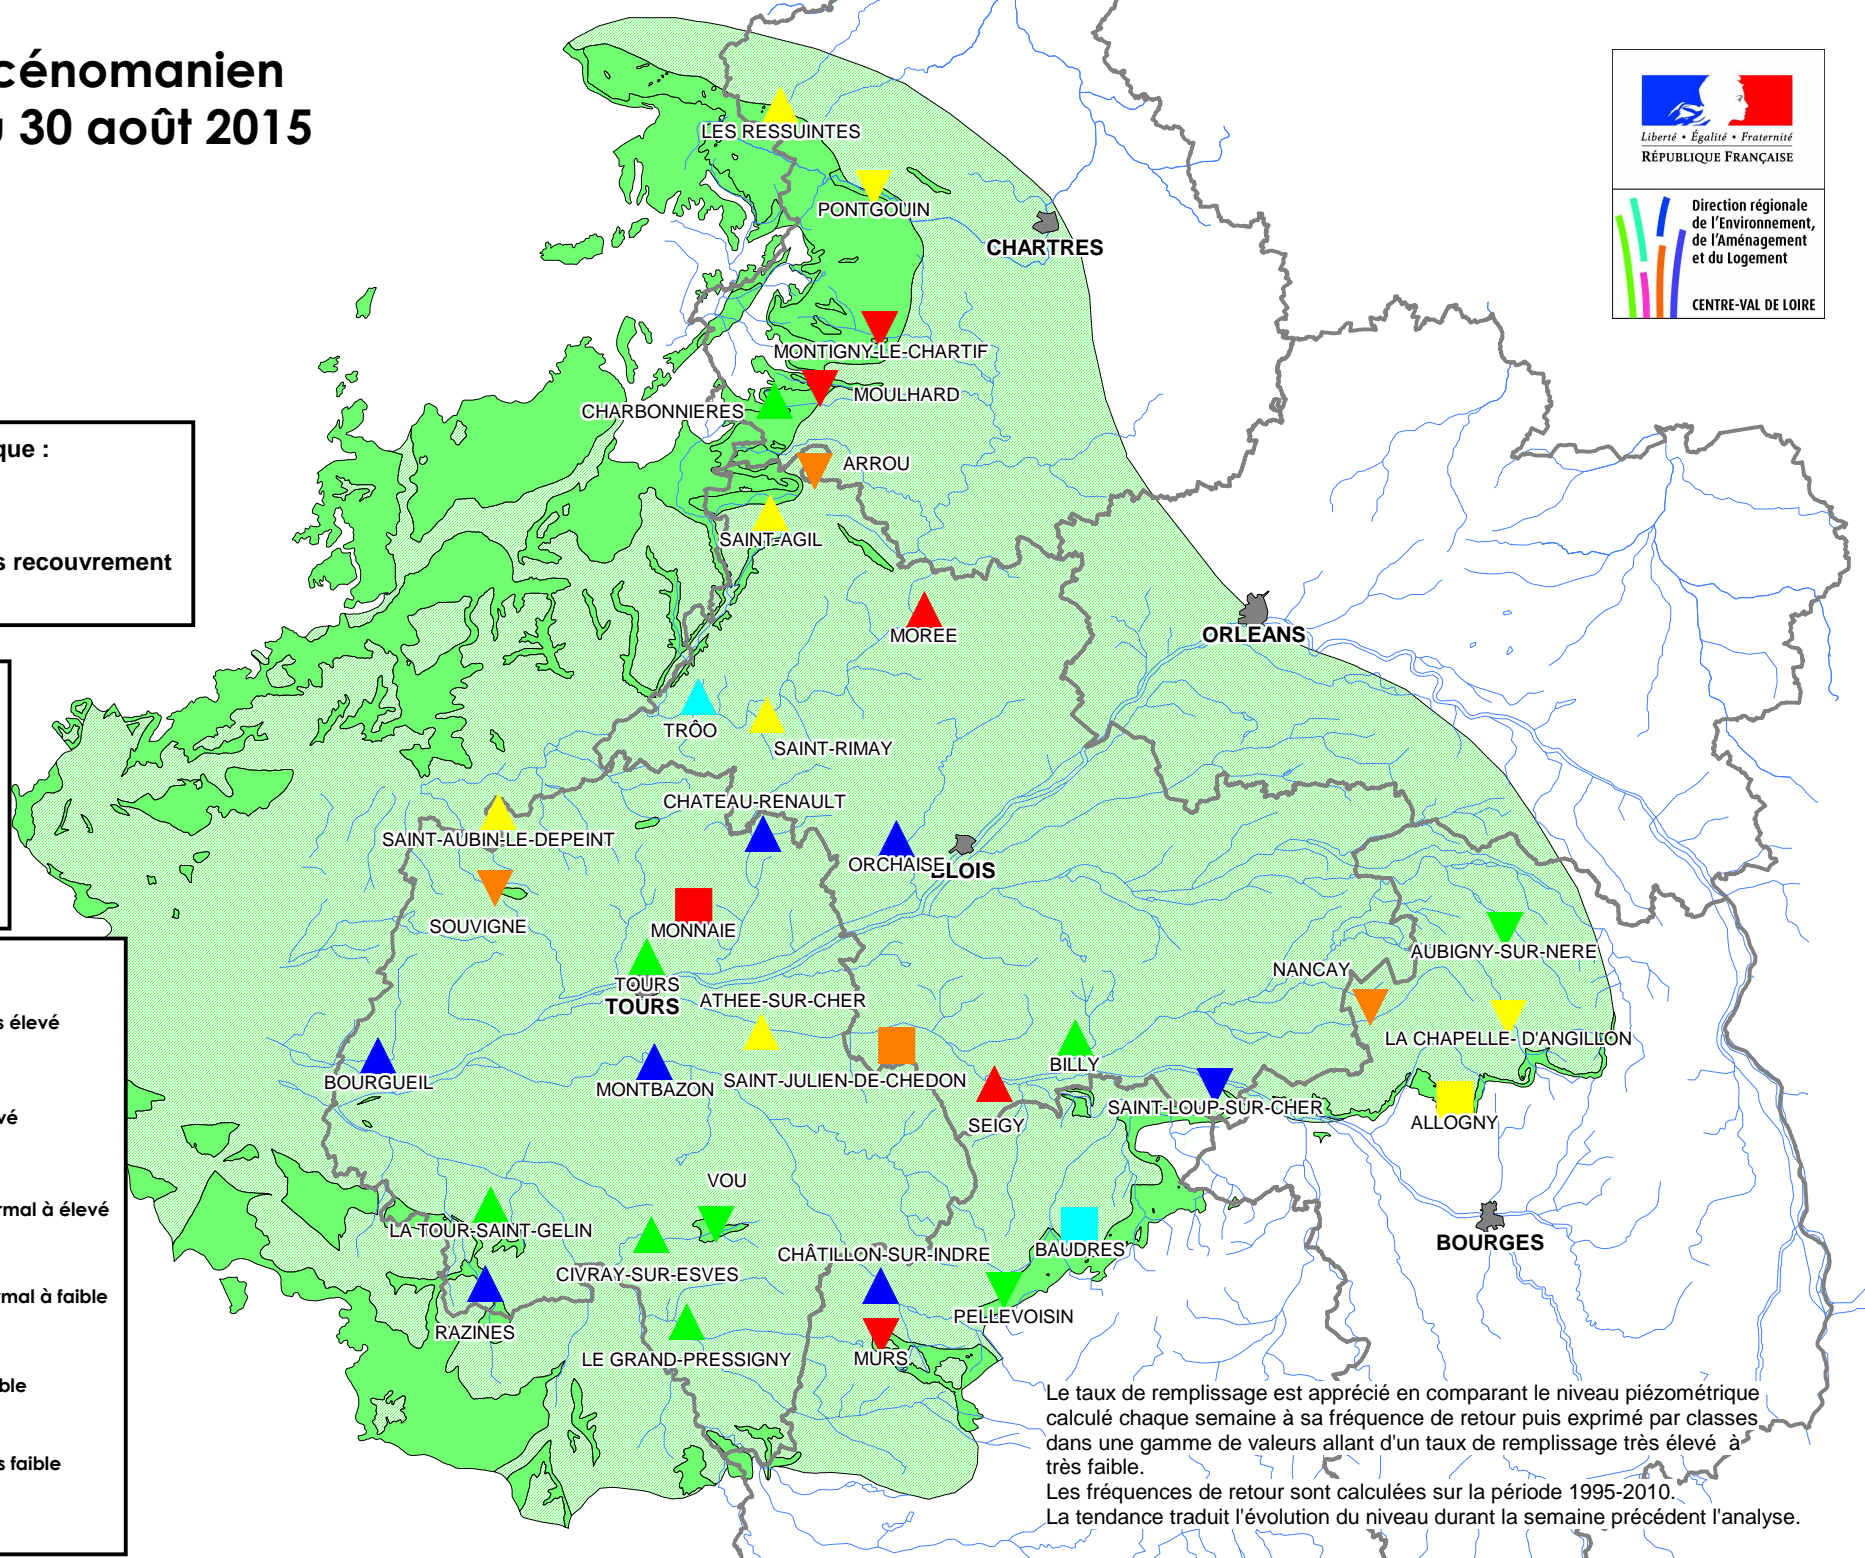 cénomanien
30 août 2015
Liberté • Égalité • Fraternité
RÉPUBLIQUE FRANÇAISE
Direction régionale
de l'Environnement,
de l'Aménagement
et du Logement
CENTRE-VAL DE LOIRE
LES RESSUINTES
PONTGOUIN
CHARTRES
MONTIGNY-LE-CHARTIF
MOULHARD
CHARBONNIERES
que :
ARROU
SAINT-AGIL
s recouvrement
MOREE
ORLEANS
TRÔO
SAINT-RIMAY
CHATEAU-RENAULT
SAINT-AUBIN-LE-DEPEINT
ORCHAISE
BLOIS
SOUVIGNE
MONNAIE
AUBIGNY-SUR-NERE
NANCAY
TOURS
TOURS
ATHEE-SUR-CHER
s élevé
LA CHAPELLE- D'ANGILLON
BILLY
BOURGUEIL
MONTBAZON
SAINT-JULIEN-DE-CHEDON
SAINT-LOUP-SUR-CHER
vé
SEIGY
ALLOGNY
VOU
rmal à élevé
LA TOUR-SAINT-GELIN
BAUDRES
BOURGES
CHÂTILLON-SUR-INDRE
CIVRAY-SUR-ESVES
rmal à faible
PELLEVOISIN
RAZINES
LE GRAND-PRESSIGNY
MURS
ble
s faible
Le taux de remplissage est apprécié en comparant le niveau piézométrique
calculé chaque semaine à sa fréquence de retour puis exprimé par classes
dans une gamme de valeurs allant d'un taux de remplissage très élevé à
très faible.
Les fréquences de retour sont calculées sur la période 1995-2010.
La tendance traduit l'évolution du niveau durant la semaine précédent l'analyse.